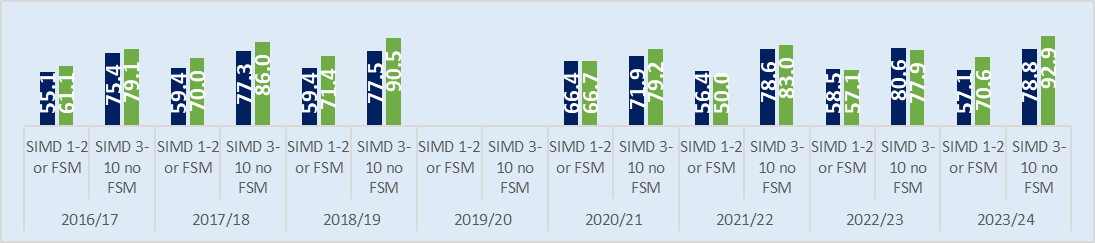 55.1 61.1 75.4 79.1 59.4 70.0 77.3 86.0 59.4 71.4 77.5 90.5 66.4 66.7 71.9 79.2 56.4 50.0 78.6 83.0 58.5 57.1 80.6 77.9 57.1 70.6 78.8 92.9
SIMD 1-2 SIMD 3- SIMD 1-2 SIMD 3- SIMD 1-2 SIMD 3- SIMD 1-2 SIMD 3- SIMD 1-2 SIMD 3- SIMD 1-2 SIMD 3- SIMD 1-2 SIMD 3- SIMD 1-2 SIMD 3-
or FSM 10 no or FSM 10 no or FSM 10 no or FSM 10 no or FSM 10 no or FSM 10 no or FSM 10 no or FSM 10 no
FSM FSM FSM FSM FSM FSM FSM FSM
2016/17 2017/18 2018/19 2019/20 2020/21 2021/22 2022/23 2023/24